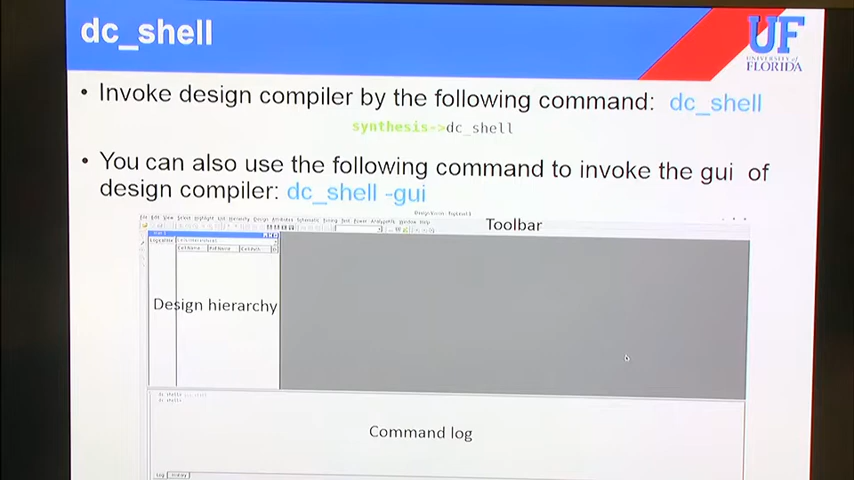 dc_shell
UF
UNIVERSITY of
FLORIDA
• Invoke design compiler by the following command: dc_shell
synthesis->dc_shell
• You can also use the following command to invoke the gui of
design compiler: dc_shell -gui
Toolbar
Design hierarchy
Command log